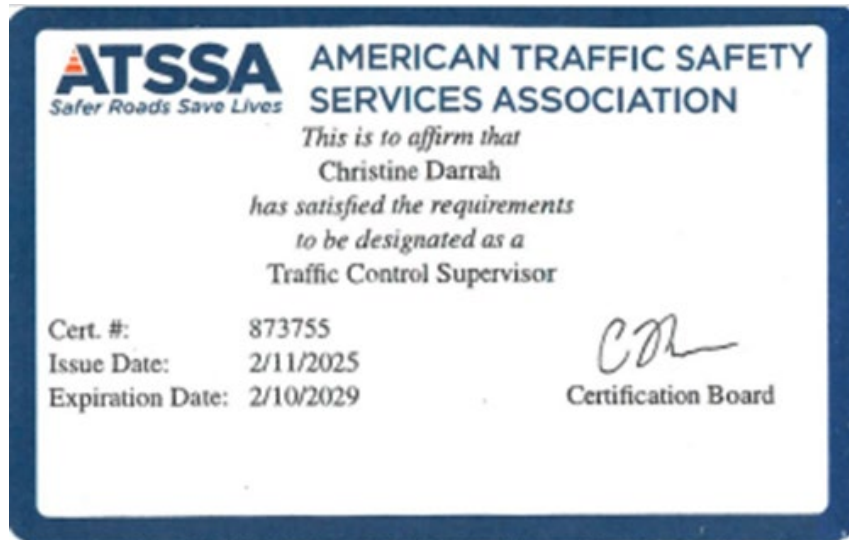 ATSSA
Safer Roads Save Lives
AMERICAN TRAFFIC SAFETY
SERVICES ASSOCIATION
This is to affirm that
Christine Darrah
has satisfied the requirements
to be designated as a
Traffic Control Supervisor
Cert. #: 873755
Issue Date: 2/11/2025
Expiration Date: 2/10/2029
Certification Board